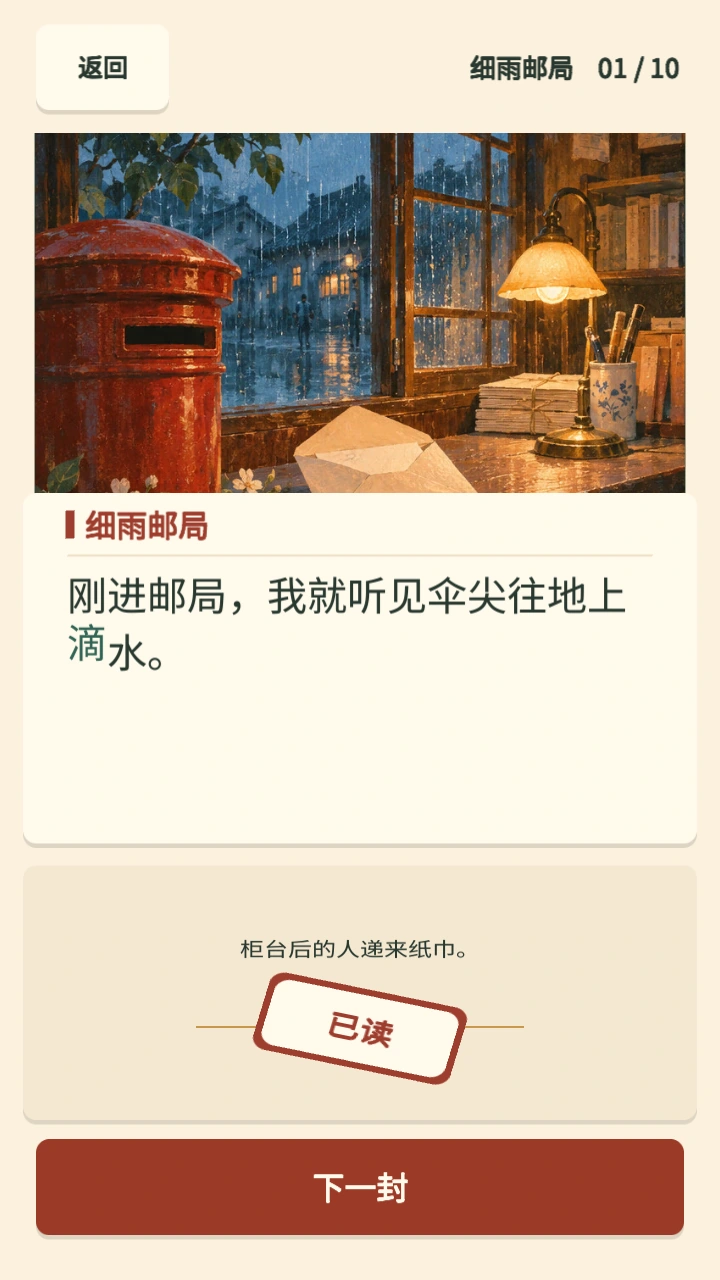 返回
细雨邮局 01 / 10
细雨邮局
刚进邮局，我就听见伞尖往地上
滴水。
柜台后的人递来纸巾。
已读
下一封